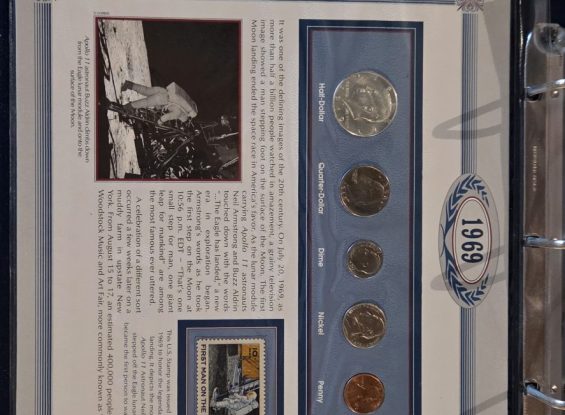 1969
Half-Dollar
Quarter-Dollar
Dime
Nickel
Penny
It was one of the defining images of the 20th century. On July 20, 1969, as
more than half a billion people watched in amazement, a grainy television
image showed a man stepping foot on the surface of the Moon. The first
Moon landing ended the space race in America's favor. As the lunar module
carrying Apollo 11 astronauts
Neil Armstrong and Buzz Aldrin
touched down with the words
"...The Eagle has landed," a new
era in exploration began.
Armstrong's words as he took
the first step on the Moon at
10:56 p.m. EDT "That's one
small step for man, one giant
leap for mankind" are among
the most famous ever uttered.
A celebration of a different sort
occurred a few weeks later on a
muddy farm in upstate New
York. From August 15 to 17, an estimated 400,000 people
Woodstock Music and Art Fair, more commonly known as
Apollo 11 Astronaut Buzz Aldrin climbs down
from the Eagle lunar module and onto the
surface of the Moon.
10¢
FIRST MAN ON THE
This U.S. Stamp was issued
1969 to honor the legenda
landing. It depicts the mo
Apollo 11 Astronaut
stepped off the Eagle lun
became the first person to wa